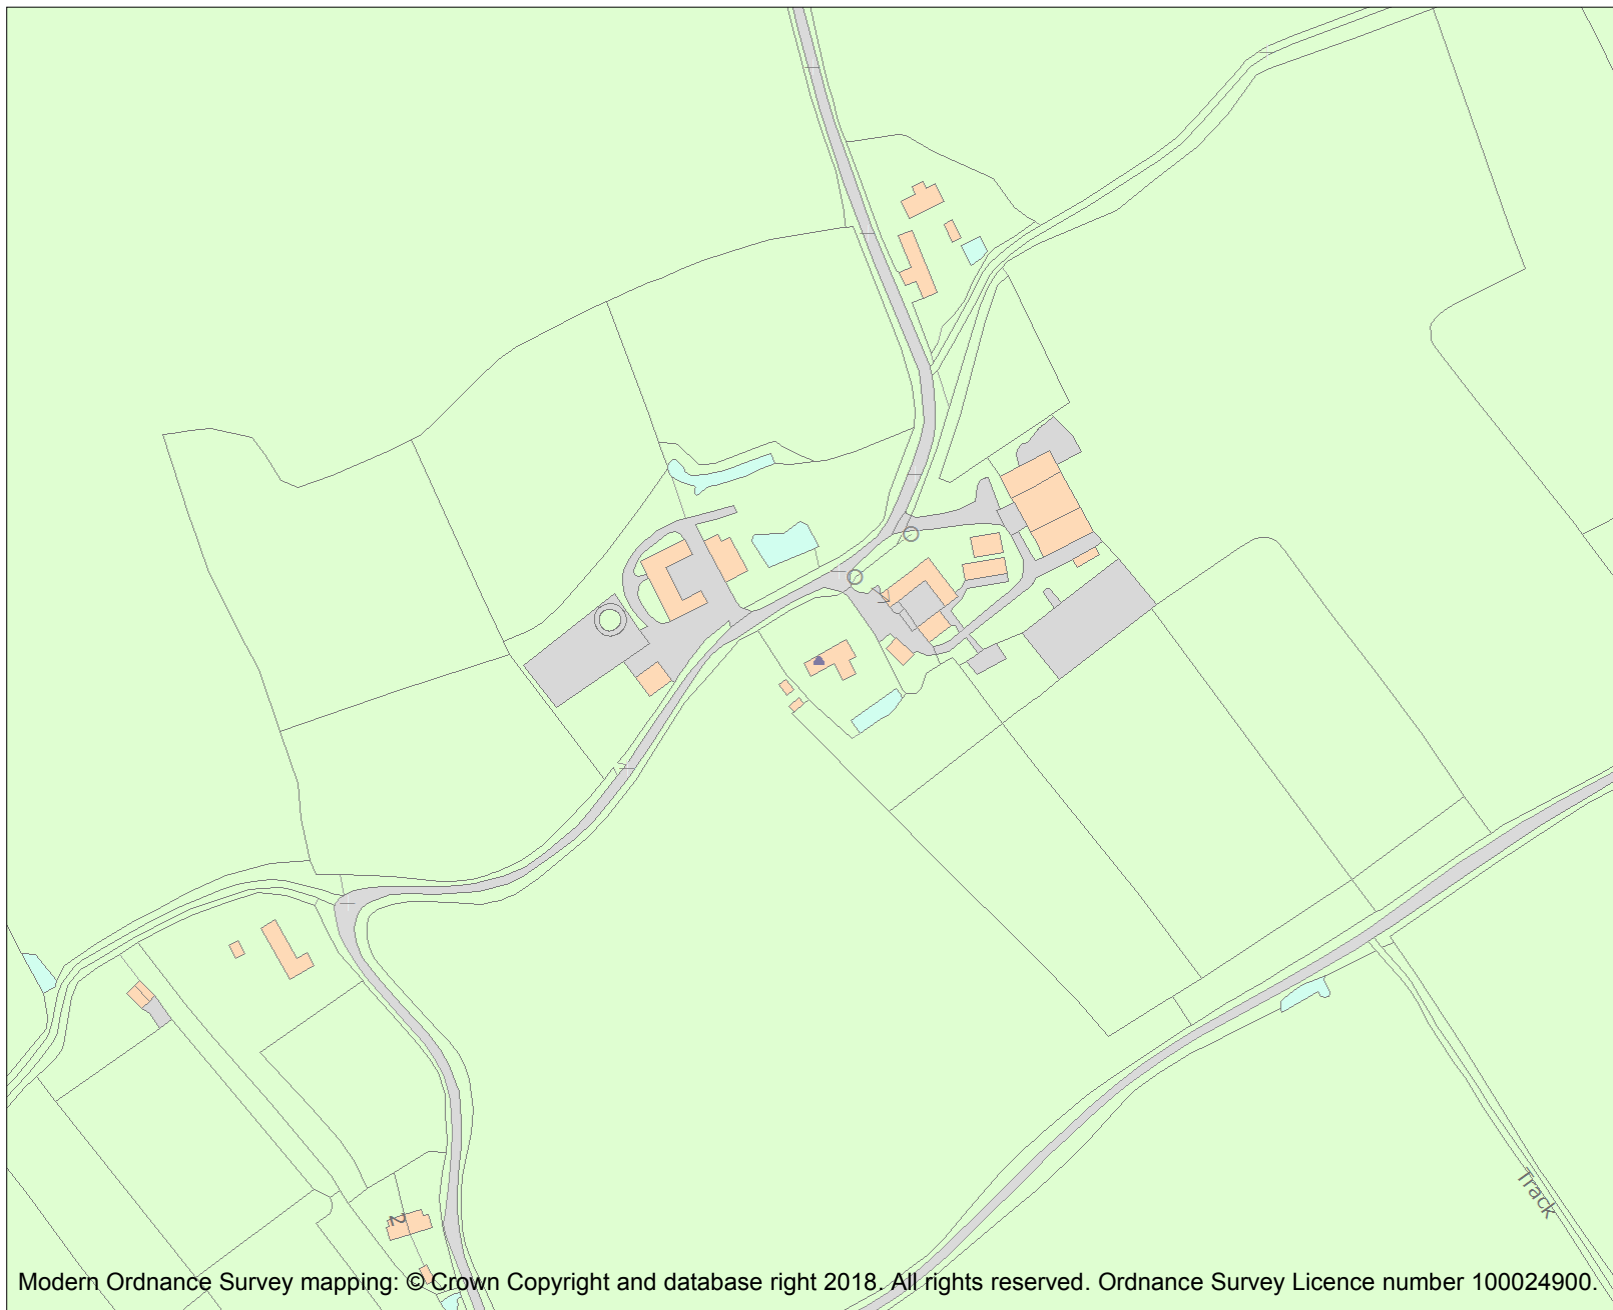 Track
2
Modern Ordnance Survey mapping: © Crown Copyright and database right 2018. All rights reserved. Ordnance Survey Licence number 100024900.